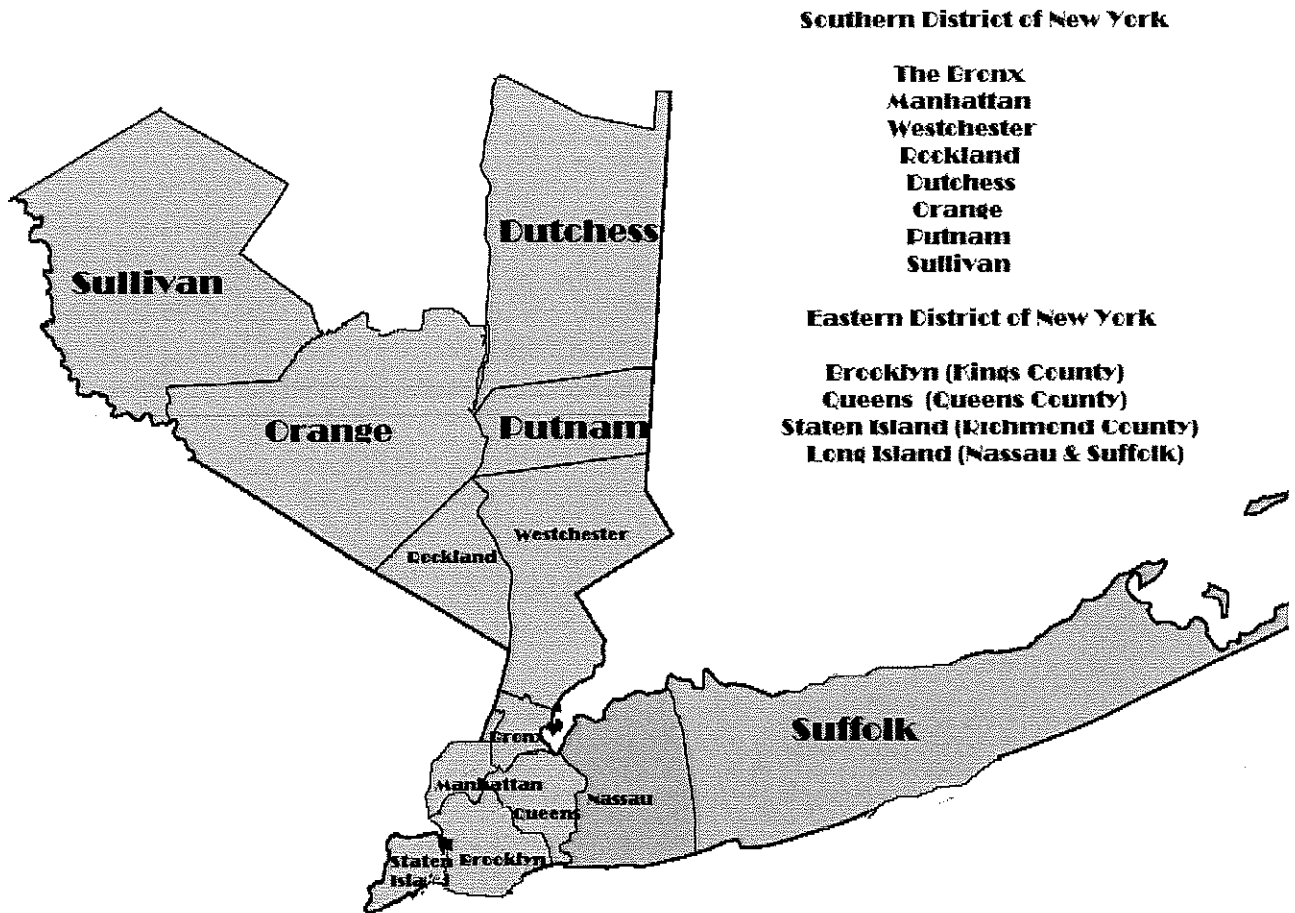 Southern District of New York
The Bronx
Manhattan
Westchester
Rockland
Dutchess
Orange
Putnam
Sullivan
Eastern District of New York
Brooklyn (Kings County)
Queens (Queens County)
Staten Island (Richmond County)
Long Island (Nassau & Suffolk)
Dutchess
Sullivan
Orange
Putnam
Westchester
Rockland
Suffolk
Bronx
Manhattan
Nassau
Queens
Staten
Island
Brooklyn